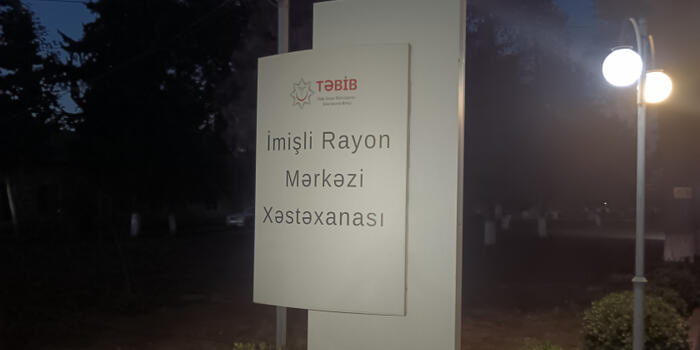 TƏBİB
İmişli Rayon
Mərkəzi
Xəstəxanası